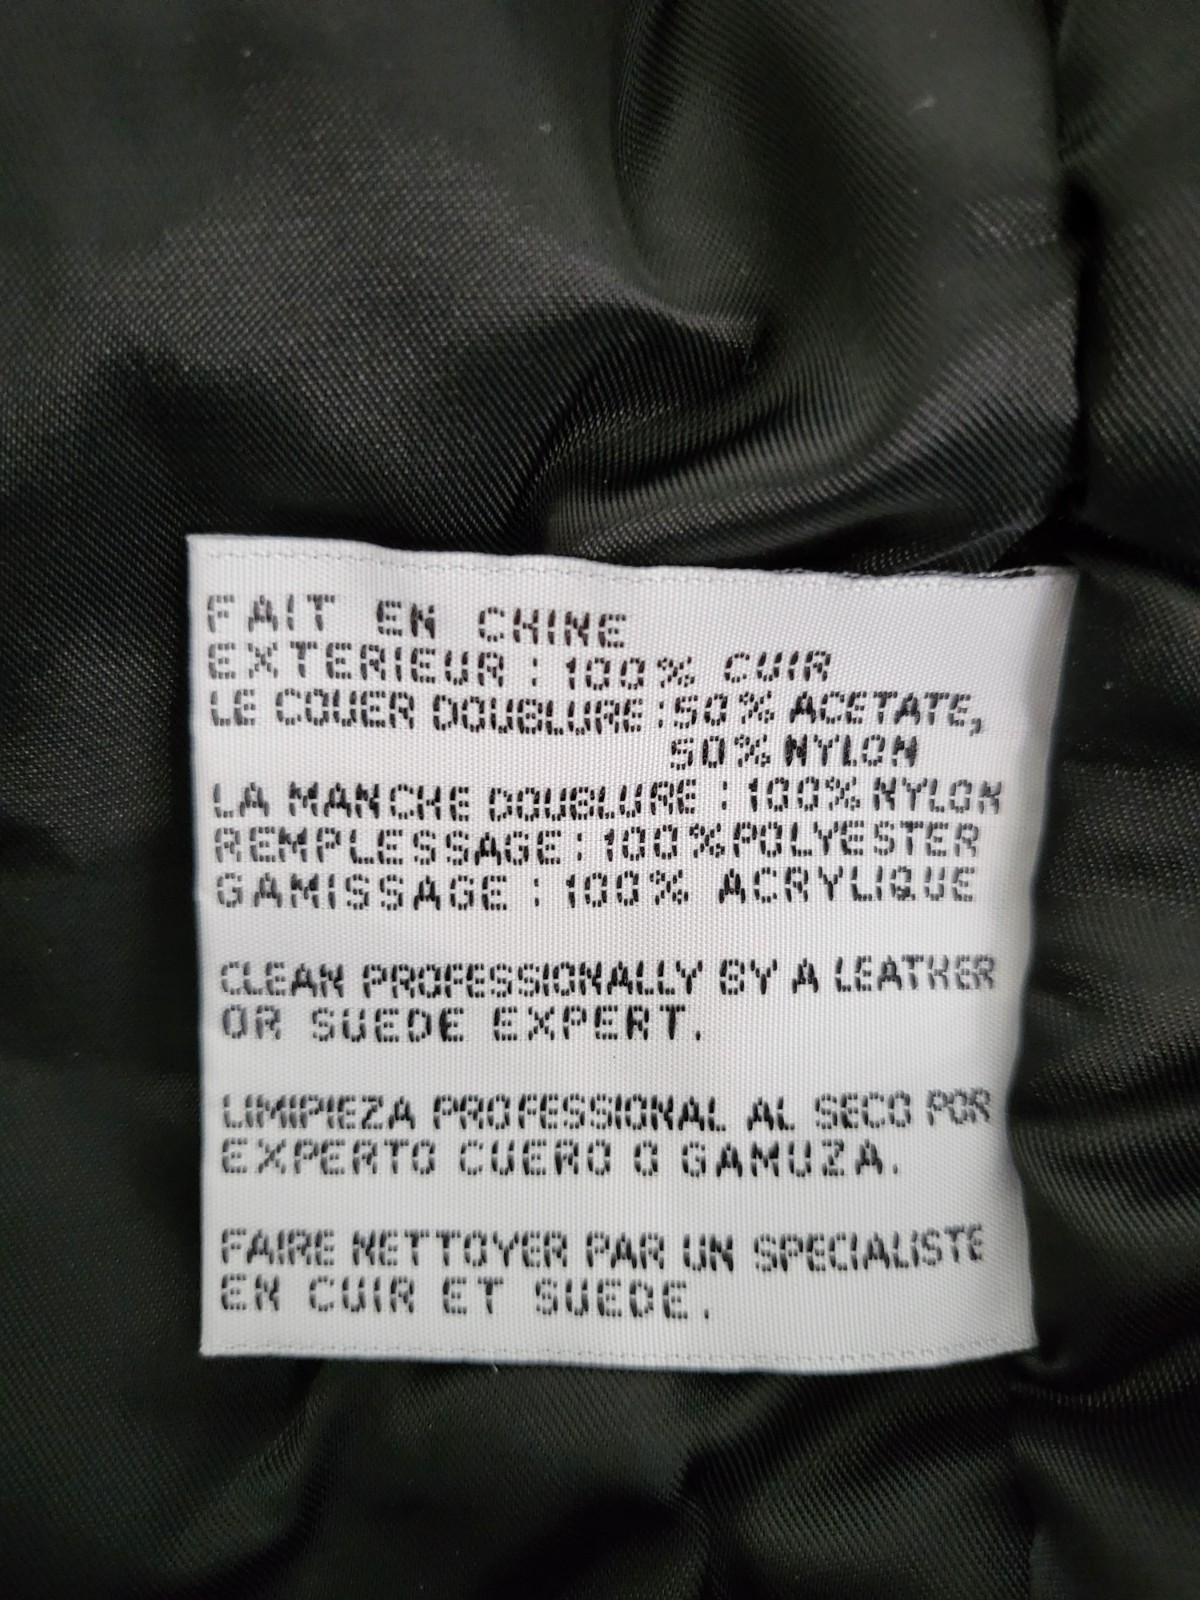 FAIT EN CHINE
EXTERIEUR : 100% CUIR
LE COUER DOUBLURE : 50% ACETATE,
50% NYLON
LA MANCHE DOUBLURE : 100% NYLON
REMPLESSAGE : 100% POLYESTER
GAMISSAGE : 100% ACRYLIQUE
CLEAN PROFESSIONALLY BY A LEATHER
OR SUEDE EXPERT.
LIMIPIEZA PROFESSIONAL AL SECO POR
EXPERTO CUERO O GAMUZA.
FAIRE NETTOYER PAR UN SPECIALISTE
EN CUIR ET SUEDE.